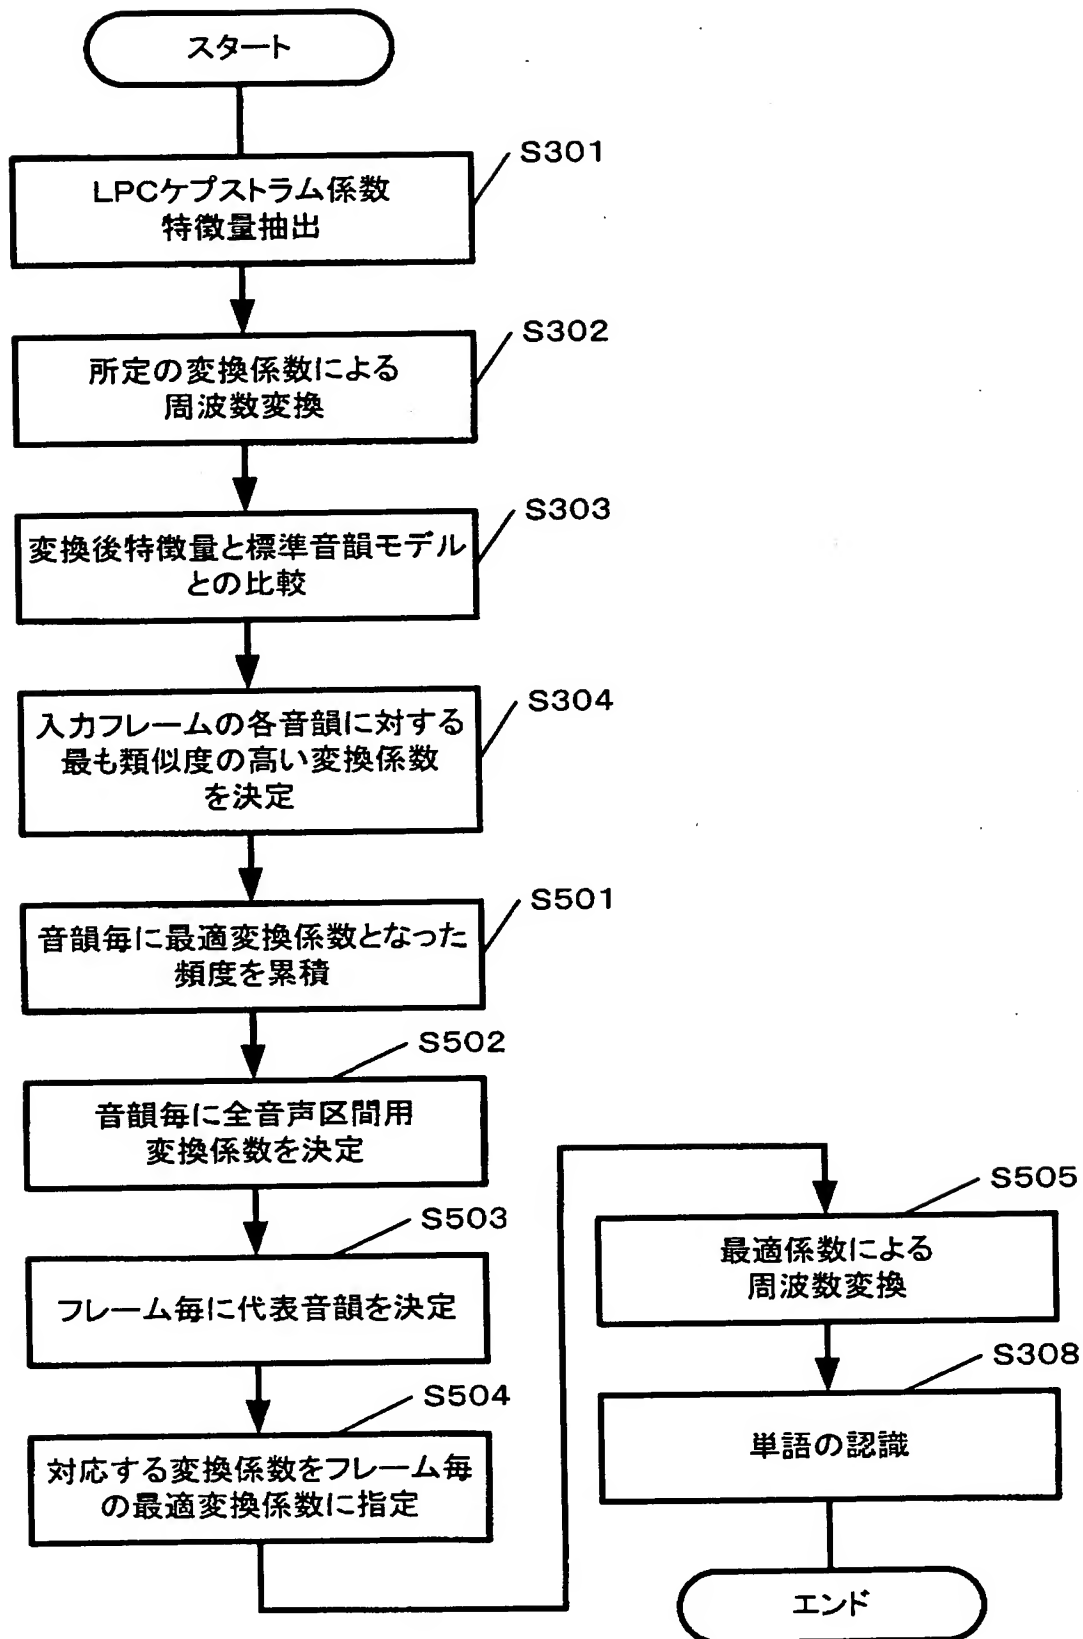 スタート
S301
LPCケプストラム係数
特徴量抽出
S302
所定の変換係数による
周波数変換
S303
変換後特徴量と標準音韻モデル
との比較
S304
入力フレームの各音韻に対する
最も類似度の高い変換係数
を決定
S501
音韻毎に最適変換係数となった
頻度を累積
S502
音韻毎に全音声区間用
変換係数を決定
S503
フレーム毎に代表音韻を決定
S504
対応する変換係数をフレーム毎
の最適変換係数に指定
S505
最適係数による
周波数変換
S308
単語の認識
エンド